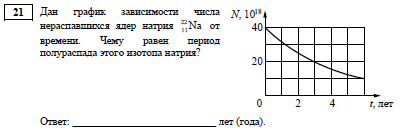 21 Дан график зависимости числа
нераспавшихся ядер натрия ²²₁₁Na от
времени. Чему равен период
полураспада этого изотопа натрия?
N, 10¹⁸
40
20
0 2 4 t, лет
Ответ: ______________________________ лет (года).